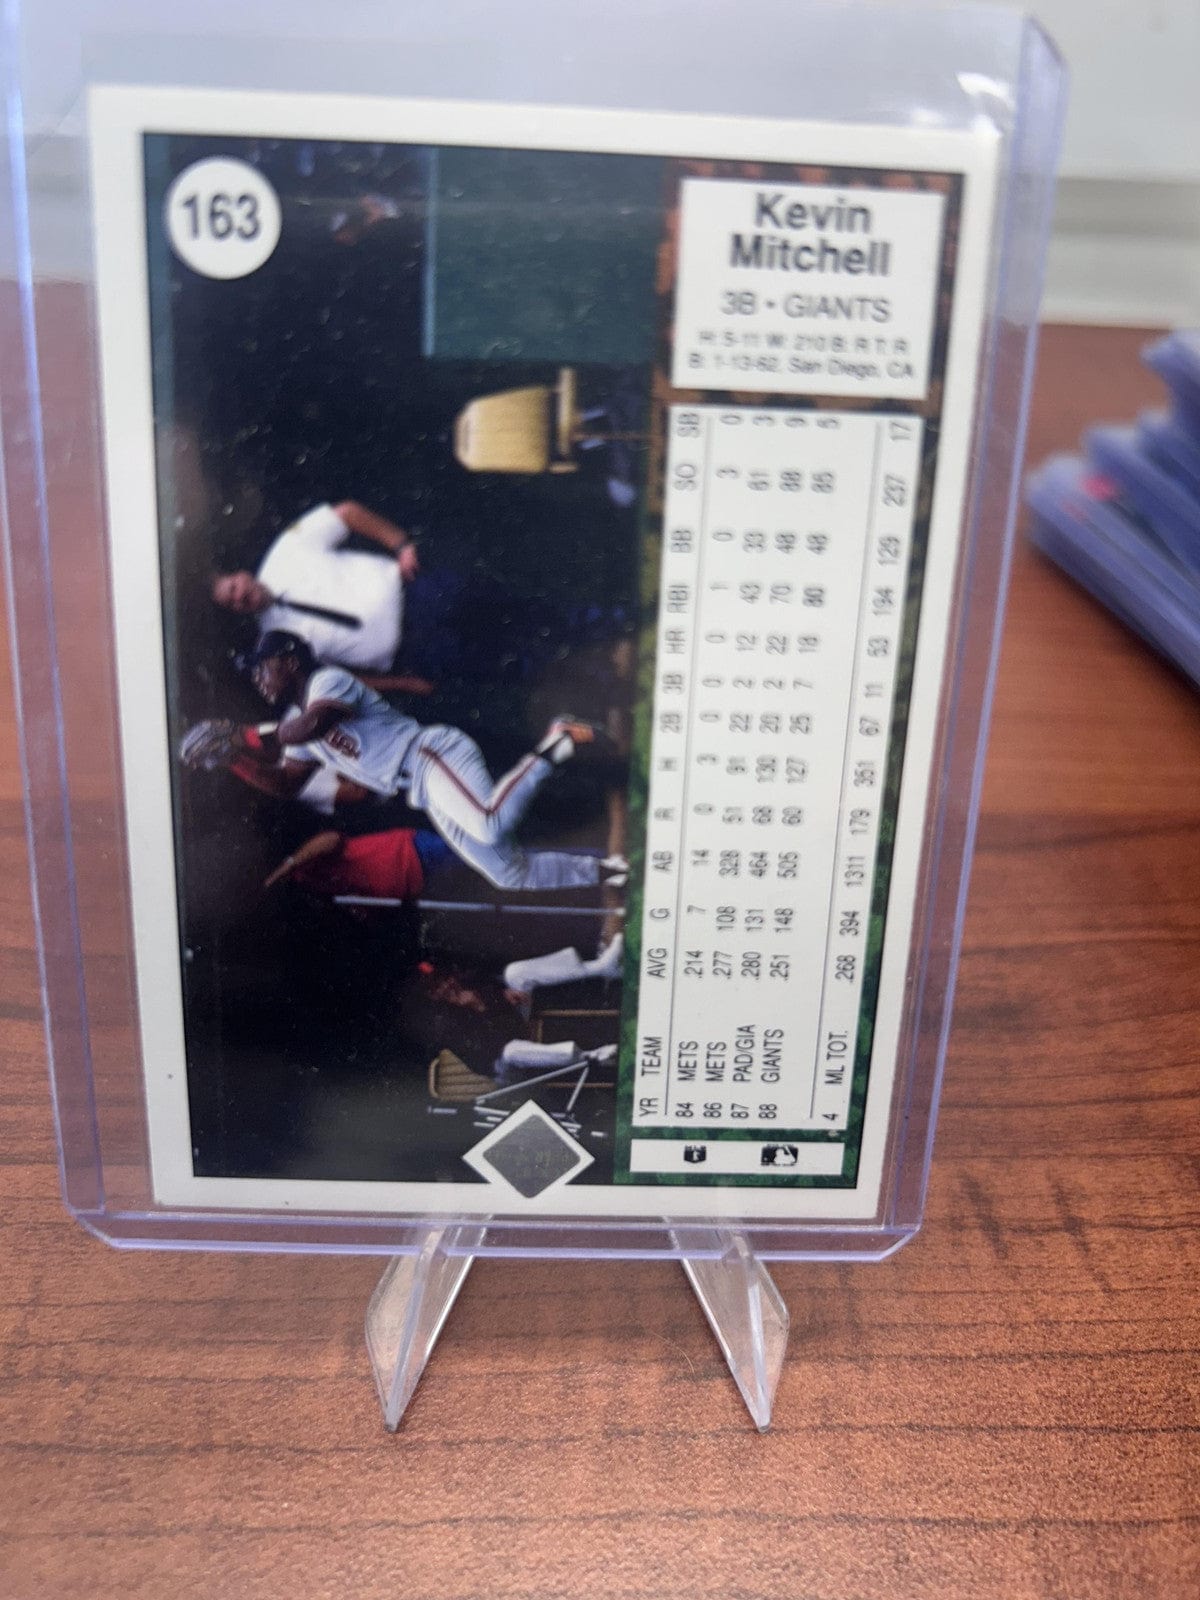 163
Kevin
Mitchell
3B • GIANTS
H: 5-11 W: 210 B: R T: R
B: 1-13-62, San Diego, CA
YR TEAM AVG G AB R H 2B 3B HR RBI BB SO SB
84 METS .214 7 14 0 3 0 0 0 1 0 3 0
86 METS .277 108 328 51 91 22 2 12 43 33 61 3
87 PAD/GIA .280 131 464 68 130 20 2 22 70 48 88 9
88 GIANTS .251 148 505 60 127 25 7 18 80 48 85 5
4 ML TOT. .268 394 1311 179 351 67 11 53 194 129 237 17